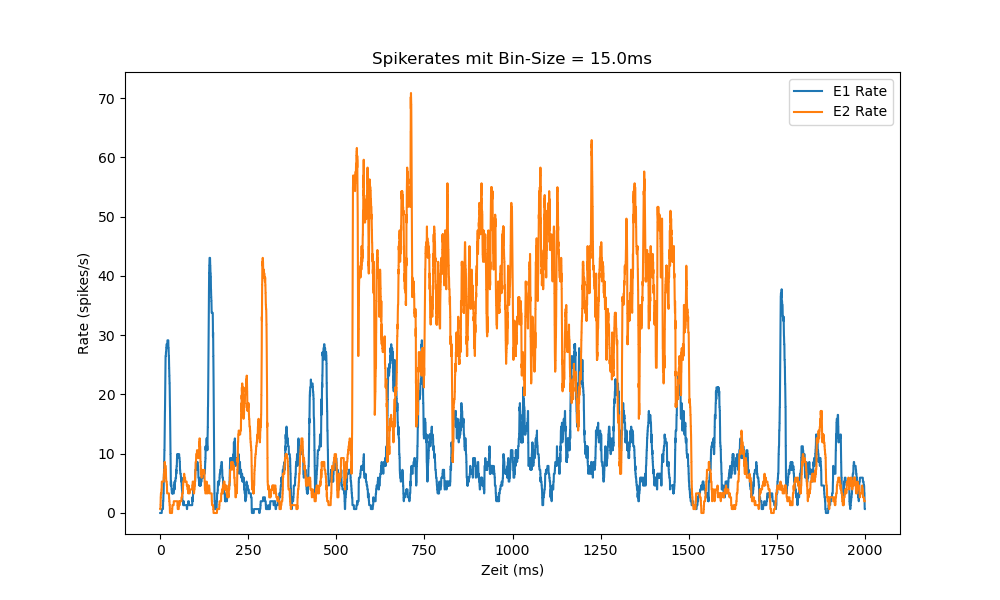 Spikerates mit Bin-Size = 15.0ms
E1 Rate
E2 Rate
70
60
50
40
30
20
10
0
Rate (spikes/s)
0 250 500 750 1000 1250 1500 1750 2000
Zeit (ms)